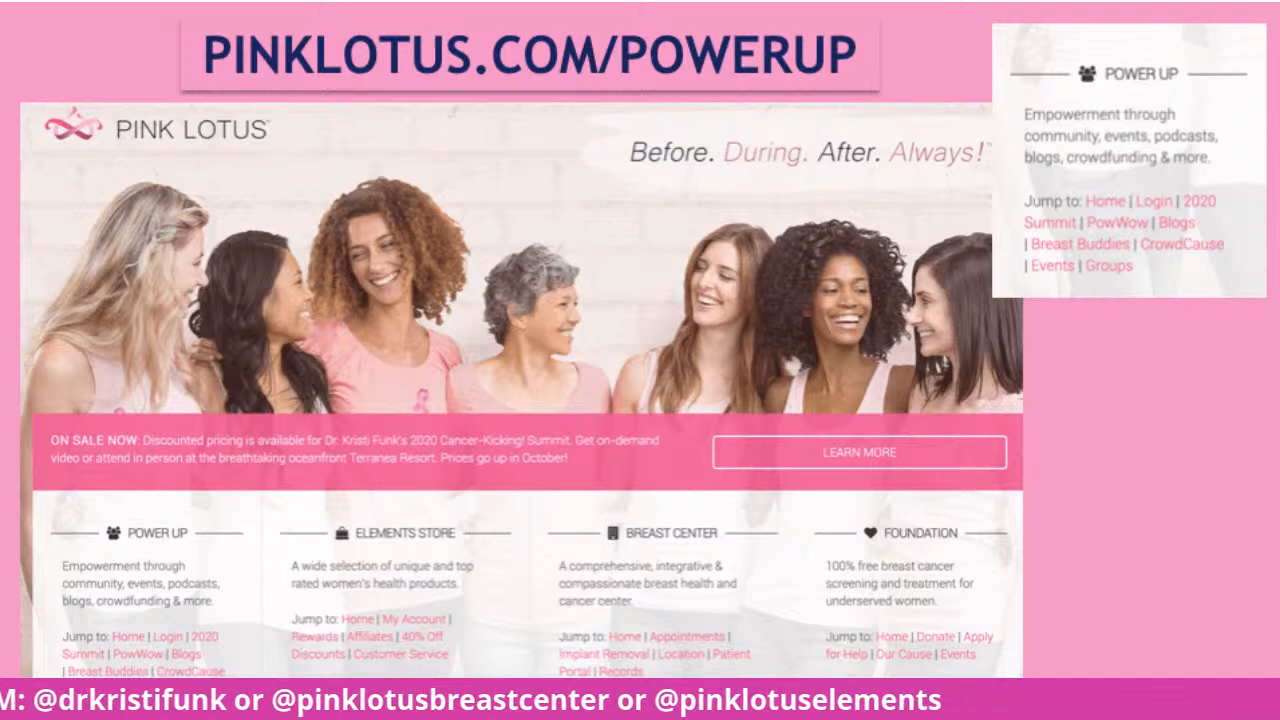 PINKLOTUS.COM/POWERUP
PINK LOTUS
Before. During. After. Always!
POWER UP
Empowerment through
community, events, podcasts,
blogs, crowdfunding & more.
Jump to: Home | Login | 2020
Summit | PowWow | Blogs
| Breast Buddies | CrowdCause
| Events | Groups
ON SALE NOW: Discounted pricing is available for Dr. Kristi Funk's 2020 Cancer-Kicking! Summit. Get on-demand
video or attend in person at the breathtaking oceanfront Terranea Resort. Prices go up in October!
LEARN MORE
POWER UP
Empowerment through
community, events, podcasts,
blogs, crowdfunding & more.
Jump to: Home | Login | 2020
Summit | PowWow | Blogs
| Breast Buddies | CrowdCause
ELEMENTS STORE
A wide selection of unique and top
rated women's health products.
Jump to: Home | My Account |
Rewards | Affiliates | 40% Off
Discounts | Customer Service
BREAST CENTER
A comprehensive, integrative &
compassionate breast health and
cancer center.
Jump to: Home | Appointments |
Implant Removal | Location | Patient
Portal | Records
FOUNDATION
100% free breast cancer
screening and treatment for
underserved women.
Jump to: Home | Donate | Apply
for Help | Our Cause | Events
M: @drkristifunk or @pinklotusbreastcenter or @pinklotuselements